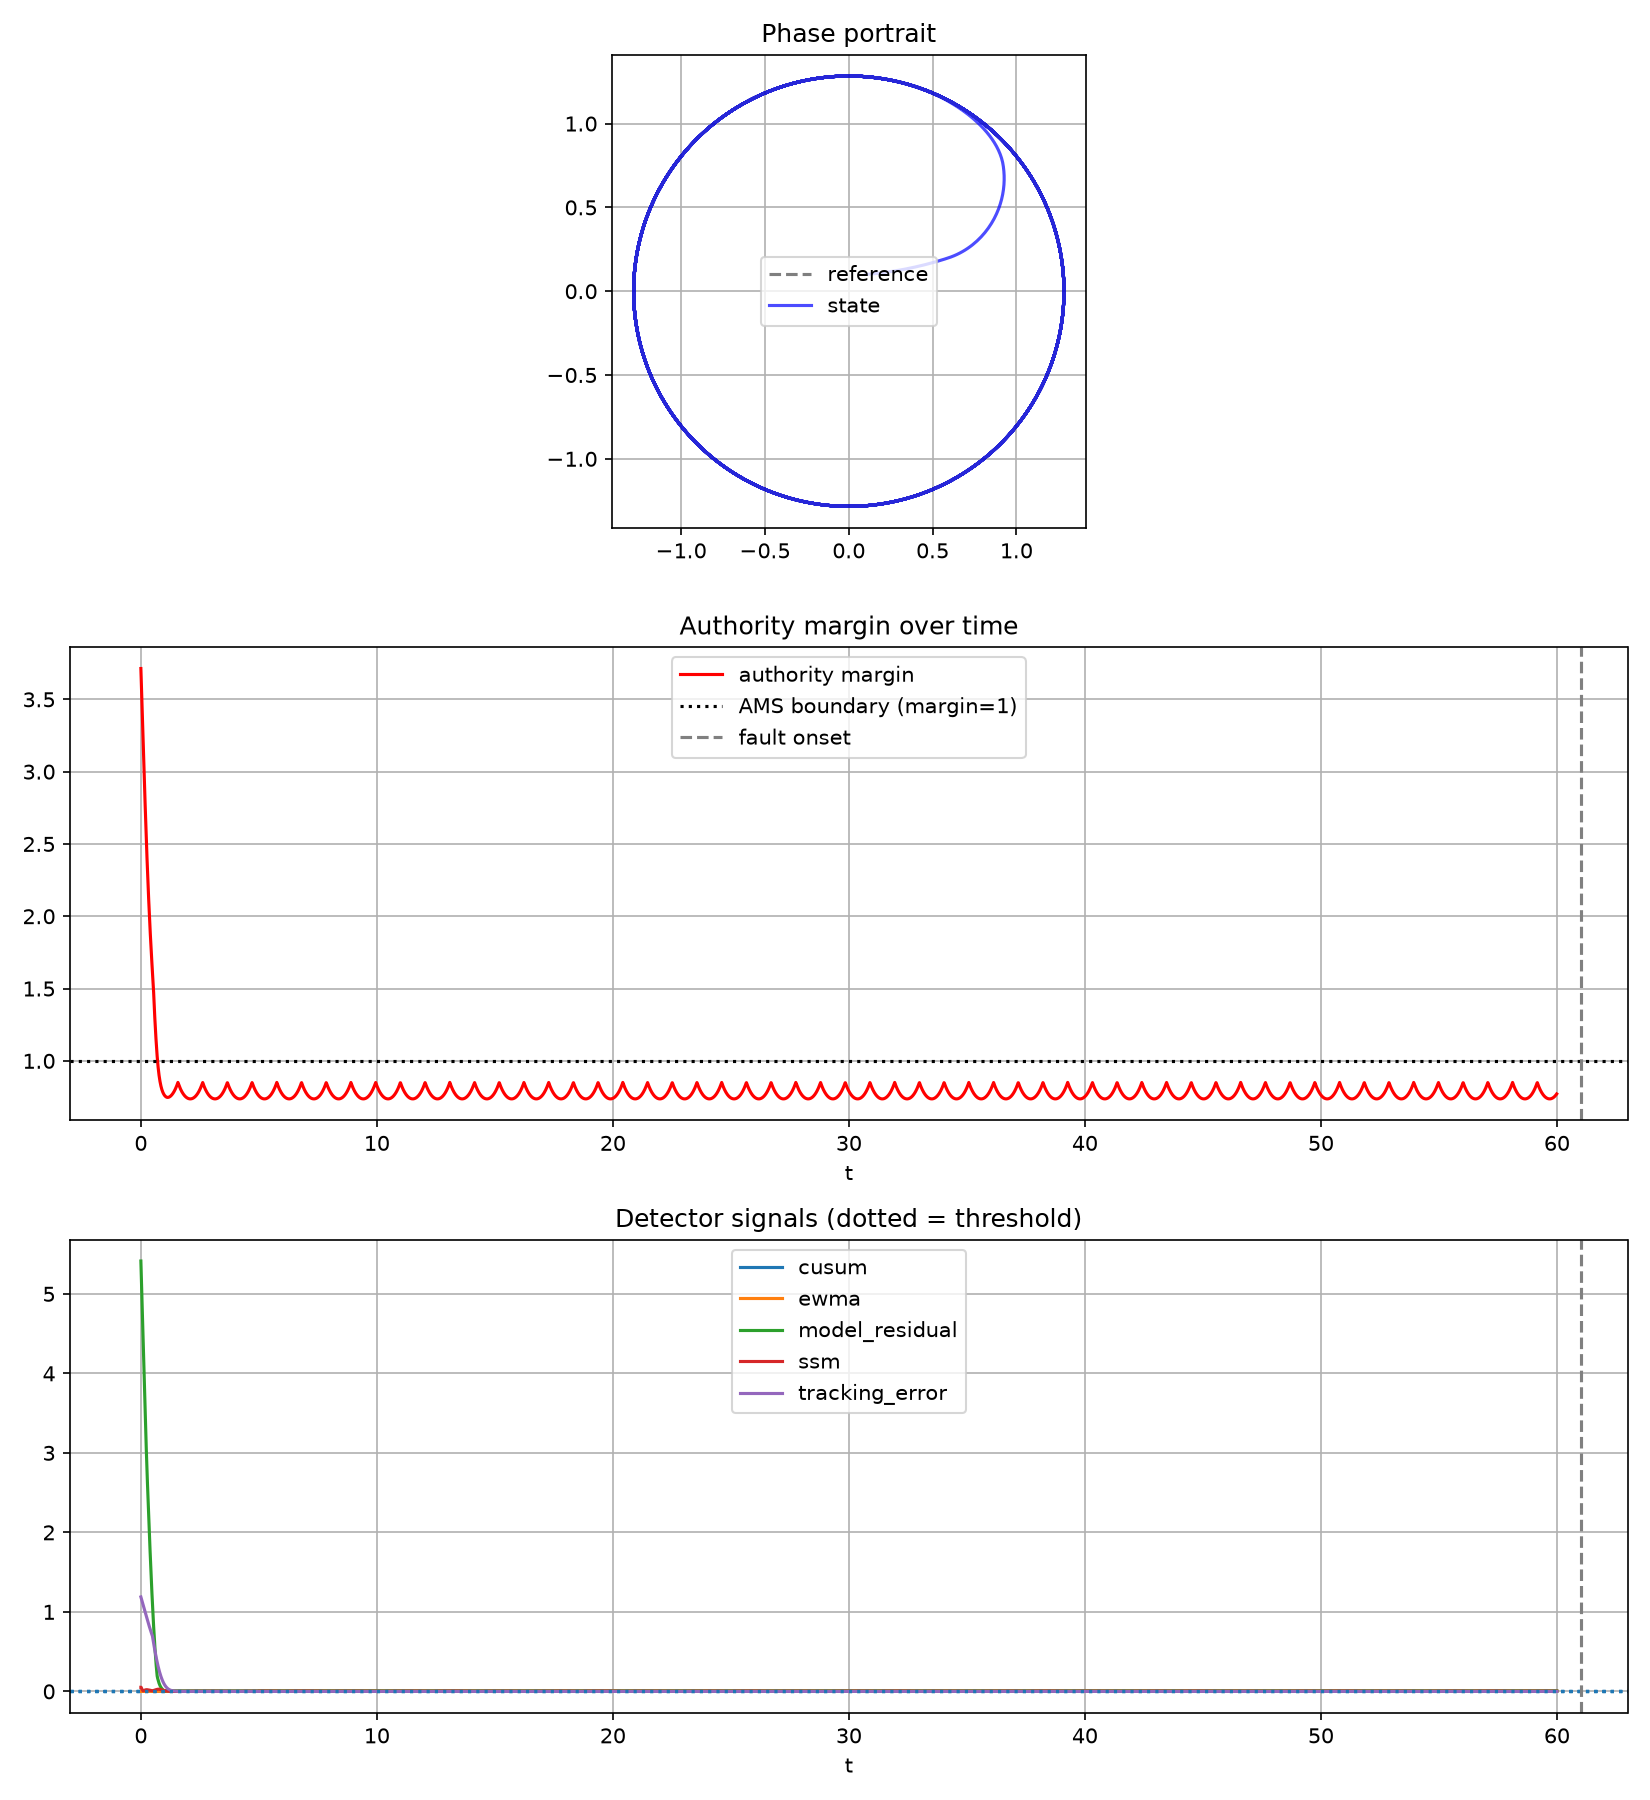 Phase portrait
1.0
0.5
0.0
−0.5
−1.0
reference
state
−1.0 −0.5 0.0 0.5 1.0
Authority margin over time
3.5
3.0
2.5
2.0
1.5
1.0
authority margin
AMS boundary (margin=1)
fault onset
0 10 20 30 40 50 60
t
Detector signals (dotted = threshold)
5
4
3
2
1
0
cusum
ewma
model_residual
ssm
tracking_error
0 10 20 30 40 50 60
t